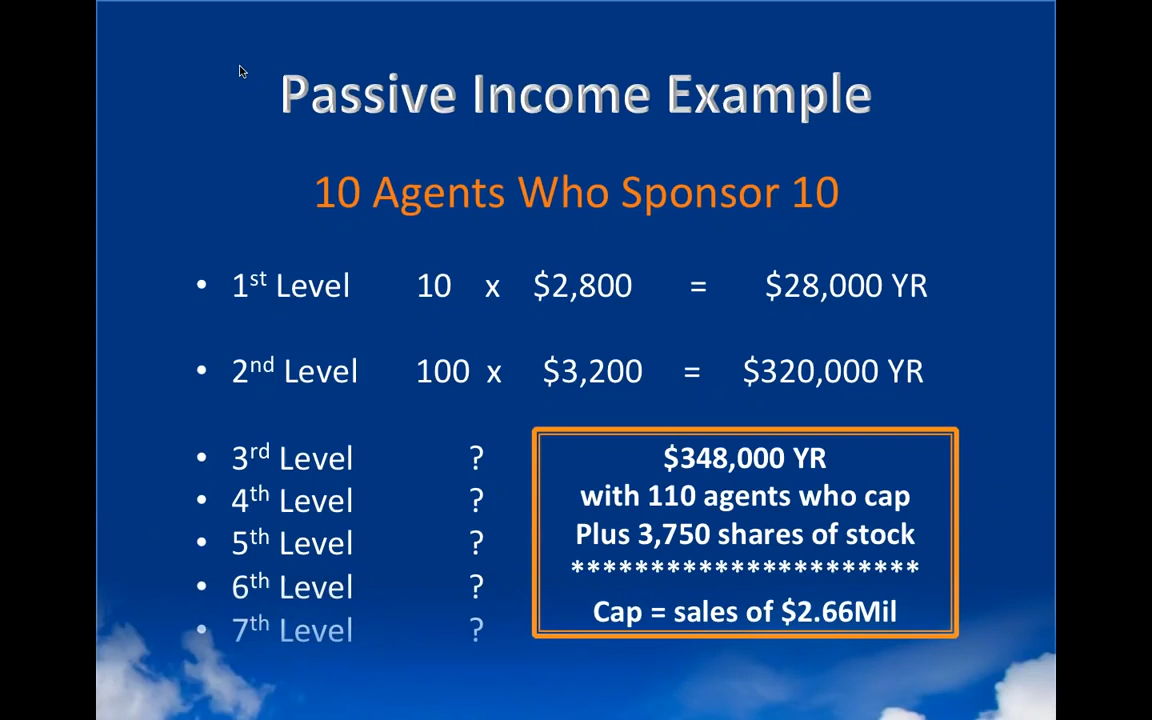 Passive Income Example
10 Agents Who Sponsor 10
• 1st Level 10 x $2,800 = $28,000 YR
• 2nd Level 100 x $3,200 = $320,000 YR
• 3rd Level ?
• 4th Level ?
• 5th Level ?
• 6th Level ?
• 7th Level ?
$348,000 YR
with 110 agents who cap
Plus 3,750 shares of stock
**********************
Cap = sales of $2.66Mil